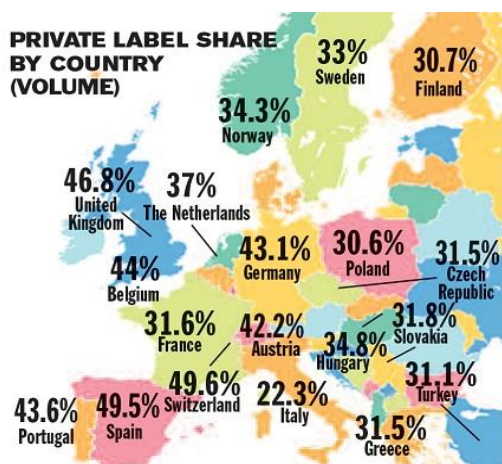 PRIVATE LABEL SHARE
BY COUNTRY
(VOLUME)
33%
Sweden
30.7%
Finland
34.3%
Norway
46.8%
United
Kingdom
37%
The Netherlands
43.1%
Germany
30.6%
Poland
31.5%
Czech
Republic
44%
Belgium
31.6%
France
42.2%
Austria
34.8%
Hungary
31.8%
Slovakia
49.6%
Switzerland
22.3%
Italy
31.1%
Turkey
43.6%
Portugal
49.5%
Spain
31.5%
Greece